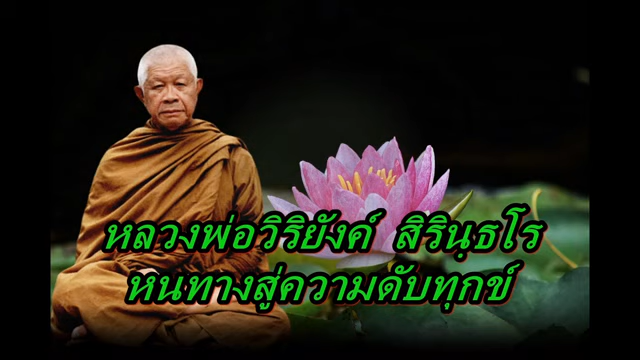 หลวงพ่อวิริยังค์ สิรินฺธโร
หนทางสู่ความดับทุกข์